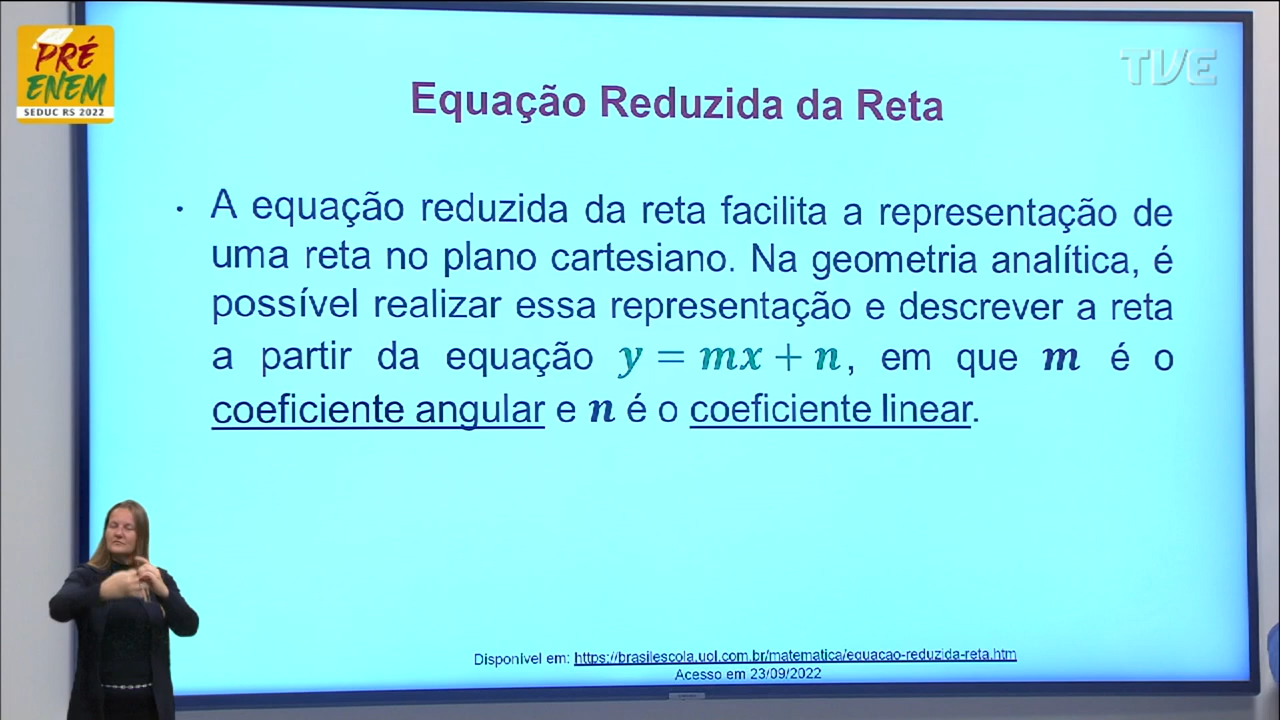 PRÉ
ENEM
SEDUC RS 2022
TVE
Equação Reduzida da Reta
• A equação reduzida da reta facilita a representação de
uma reta no plano cartesiano. Na geometria analítica, é
possível realizar essa representação e descrever a reta
a partir da equação y = mx + n, em que m é o
coeficiente angular e n é o coeficiente linear.
Disponível em: https://brasilescola.uol.com.br/matematica/equacao-reduzida-reta.htm
Acesso em 23/09/2022